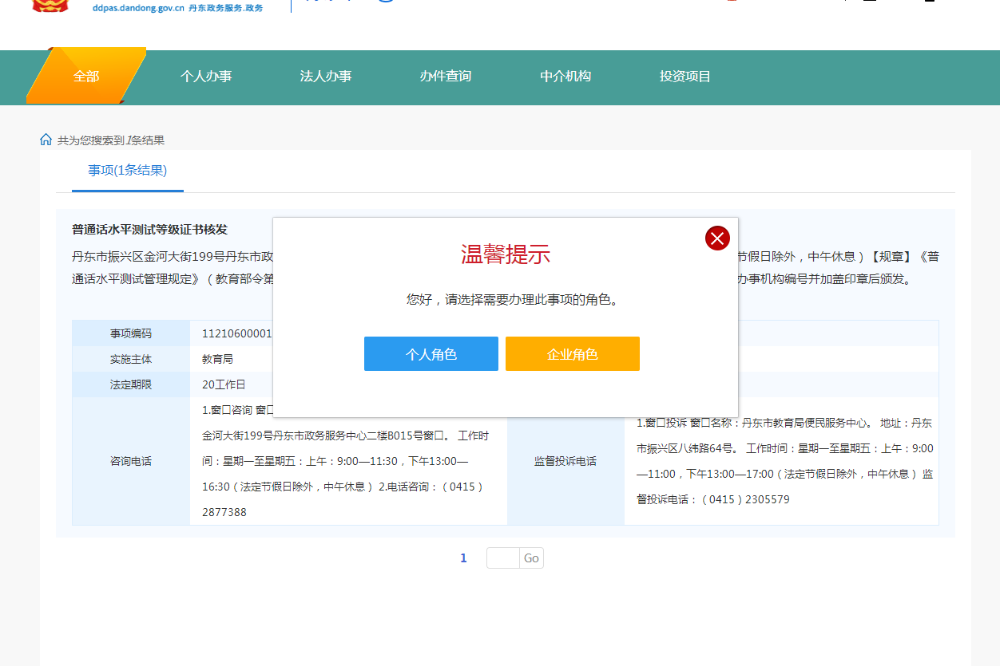 ddpas.dandong.gov.cn 丹东政务服务.政务
全部
个人办事
法人办事
办件查询
中介机构
投资项目
共为您搜索到1条结果
事项(1条结果)
普通话水平测试等级证书核发
丹东市振兴区金河大街199号丹东市政
节假日除外，中午休息）【规章】《普
通话水平测试管理规定》（教育部令第
办事机构编号并加盖印章后颁发。
温馨提示
您好，请选择需要办理此事项的角色。
个人角色
企业角色
事项编码
11210600001
实施主体
教育局
法定期限
20工作日
咨询电话
1.窗口咨询 窗口
金河大街199号丹东市政务服务中心二楼B015号窗口。 工作时
间：星期一至星期五：上午：9:00—11:30，下午13:00—
16:30（法定节假日除外，中午休息） 2.电话咨询：（0415）
2877388
监督投诉电话
1.窗口投诉 窗口名称：丹东市教育局便民服务中心。 地址：丹东
市振兴区八纬路64号。 工作时间：星期一至星期五：上午：9:00
—11:00，下午13:00—17:00（法定节假日除外，中午休息） 监
督投诉电话：（0415）2305579
1
Go